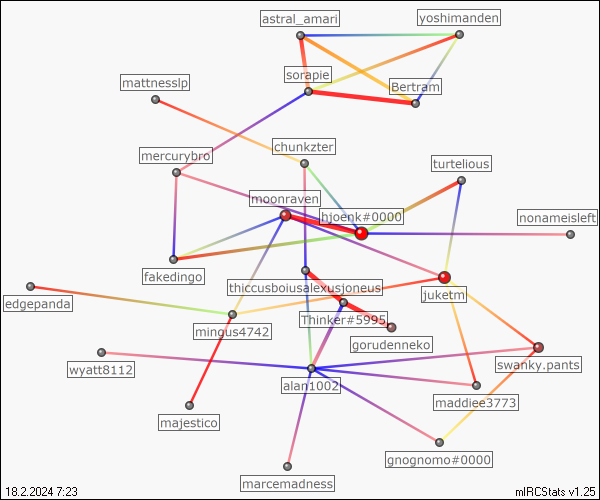 astral_amari
yoshimanden
sorapie
Bertram
mattnesslp
chunkzter
mercurybro
turtelious
moonraven
hjoenk#0000
nonameisleft
fakedingo
thiccusboiusalexusjoneus
juketm
edgepanda
Thinker#5995
mingus4742
gorudenneko
swanky.pants
wyatt8112
alan1002
maddiee3773
majestico
gnognomo#0000
marcemadness
18.2.2024 7:23
mIRCStats v1.25